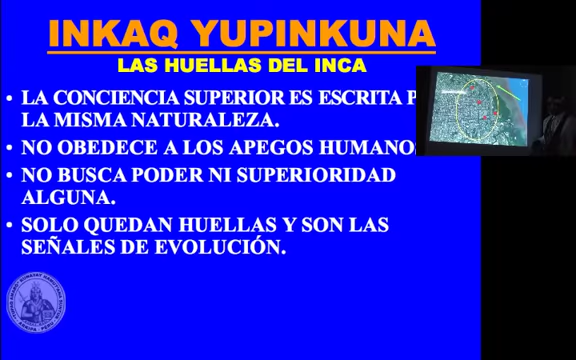 INKAQ YUPINKUNA
LAS HUELLAS DEL INCA
• LA CONCIENCIA SUPERIOR ES ESCRITA P
LA MISMA NATURALEZA.
• NO OBEDECE A LOS APEGOS HUMANO
• NO BUSCA PODER NI SUPERIORIDAD
ALGUNA.
• SOLO QUEDAN HUELLAS Y SON LAS
SEÑALES DE EVOLUCIÓN.